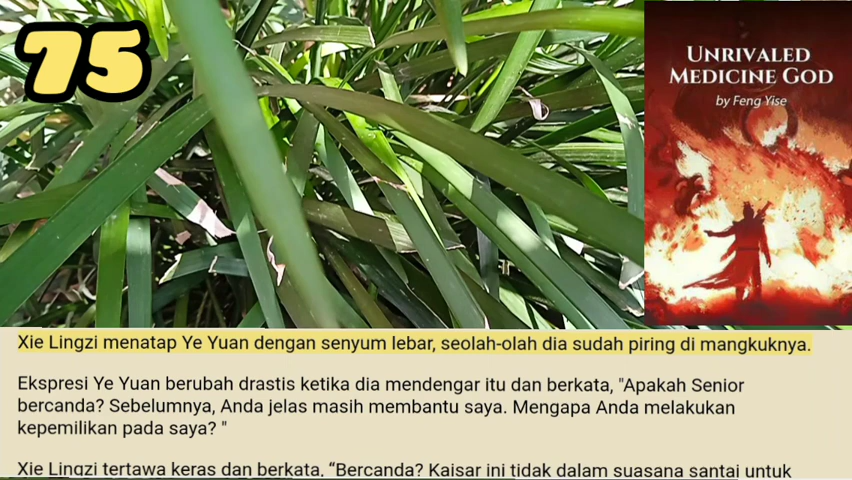 75
UNRIVALED
MEDICINE GOD
by Feng Yise
Xie Lingzi menatap Ye Yuan dengan senyum lebar, seolah-olah dia sudah piring di mangkuknya.
Ekspresi Ye Yuan berubah drastis ketika dia mendengar itu dan berkata, "Apakah Senior
bercanda? Sebelumnya, Anda jelas masih membantu saya. Mengapa Anda melakukan
kepemilikan pada saya? "
Xie Lingzi tertawa keras dan berkata, “Bercanda? Kaisar ini tidak dalam suasana santai untuk